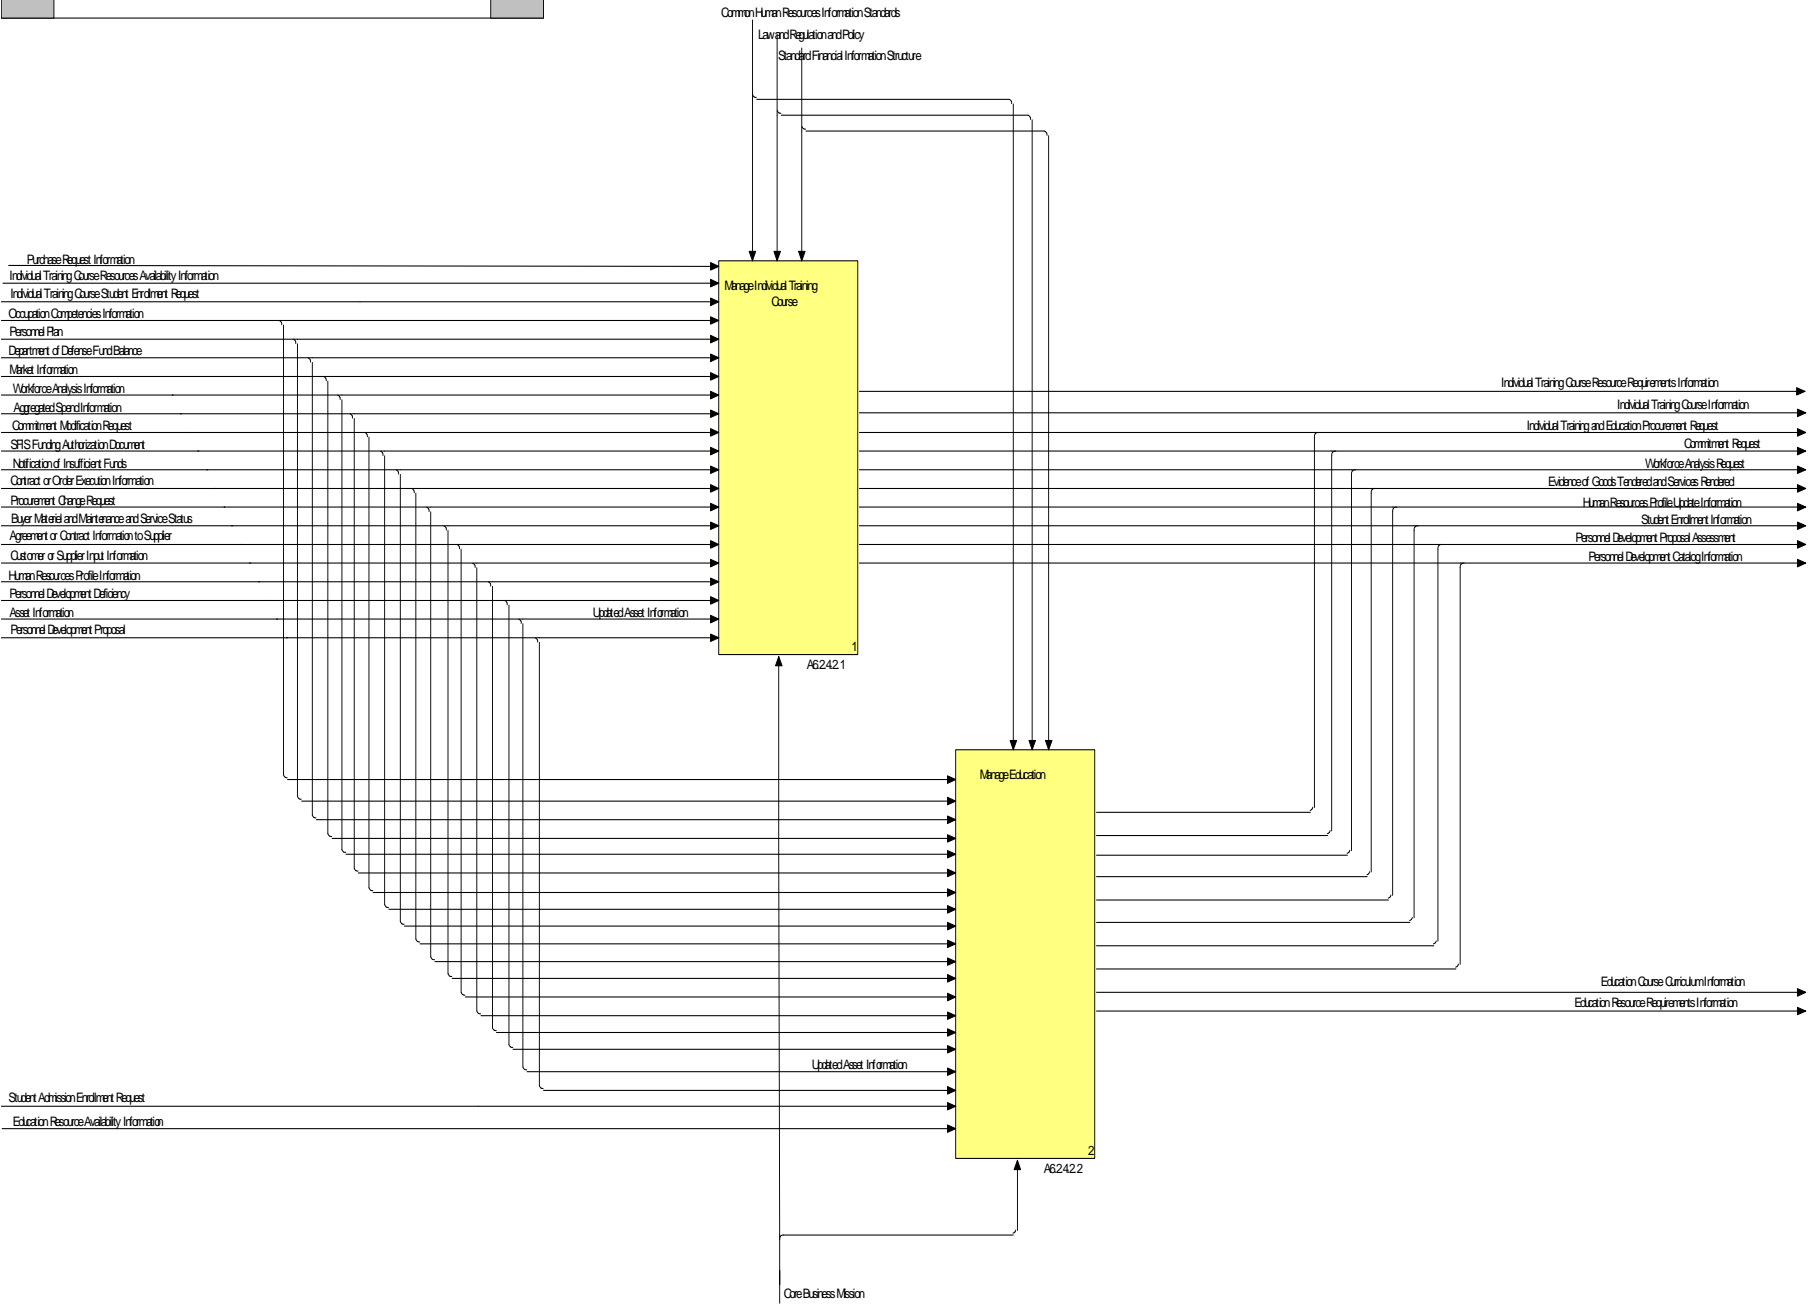 Common Human Resources Information Standards
Law and Regulation and Policy
Standard Financial Information Structure
Purchase Request Information
Individual Training Course Resources Availability Information
Individual Training Course Student Enrollment Request
Occupation Competencies Information
Personnel Plan
Department of Defense Fund Balance
Market Information
Workforce Analysis Information
Aggregated Spend Information
Commitment Modification Request
SFIS Funding Authorization Document
Notification of Insufficient Funds
Contract or Order Execution Information
Procurement Change Request
Buyer Materiel and Maintenance and Service Status
Agreement or Contract Information to Supplier
Customer or Supplier Input Information
Human Resources Profile Information
Personnel Development Deficiency
Asset Information
Updated Asset Information
Personnel Development Proposal
Manage Individual Training
Course
1
A6.2.4.2.1
Individual Training Course Resource Requirements Information
Individual Training Course Information
Individual Training and Education Procurement Request
Commitment Request
Workforce Analysis Request
Evidence of Goods Tendered and Services Rendered
Human Resources Profile Update Information
Student Enrollment Information
Personnel Development Proposal Assessment
Personnel Development Catalog Information
Manage Education
Education Course Curriculum Information
Education Resource Requirements Information
Updated Asset Information
Student Admission Enrollment Request
Education Resource Availability Information
2
A6.2.4.2.2
Core Business Mission